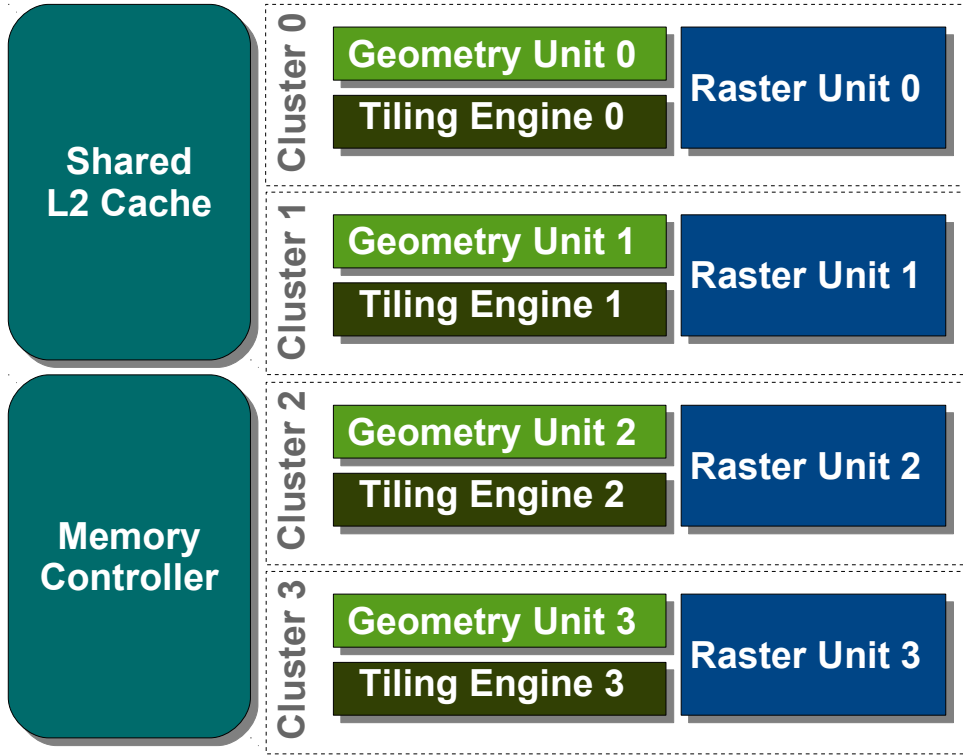 Shared
L2 Cache
Memory
Controller
Cluster 0
Geometry Unit 0
Tiling Engine 0
Raster Unit 0
Cluster 1
Geometry Unit 1
Tiling Engine 1
Raster Unit 1
Cluster 2
Geometry Unit 2
Tiling Engine 2
Raster Unit 2
Cluster 3
Geometry Unit 3
Tiling Engine 3
Raster Unit 3